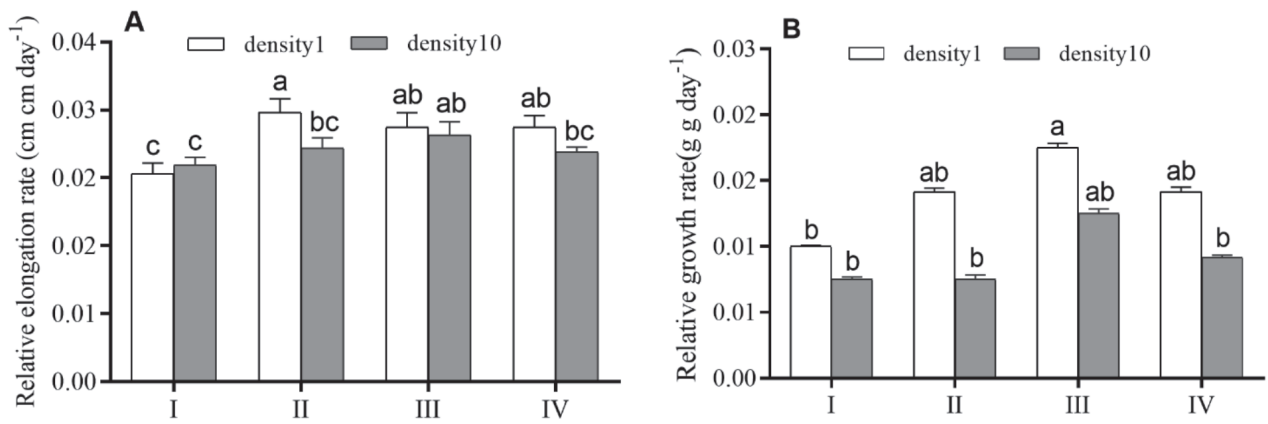 A
density1 density10
Relative elongation rate (cm cm day⁻¹)
0.04
0.03
0.02
0.02
0.01
0.00
c c a bc ab ab ab bc
I II III IV
B
density1 density10
Relative growth rate(g g day⁻¹)
0.03
0.02
0.02
0.01
0.01
0.00
b b ab b a ab ab b
I II III IV